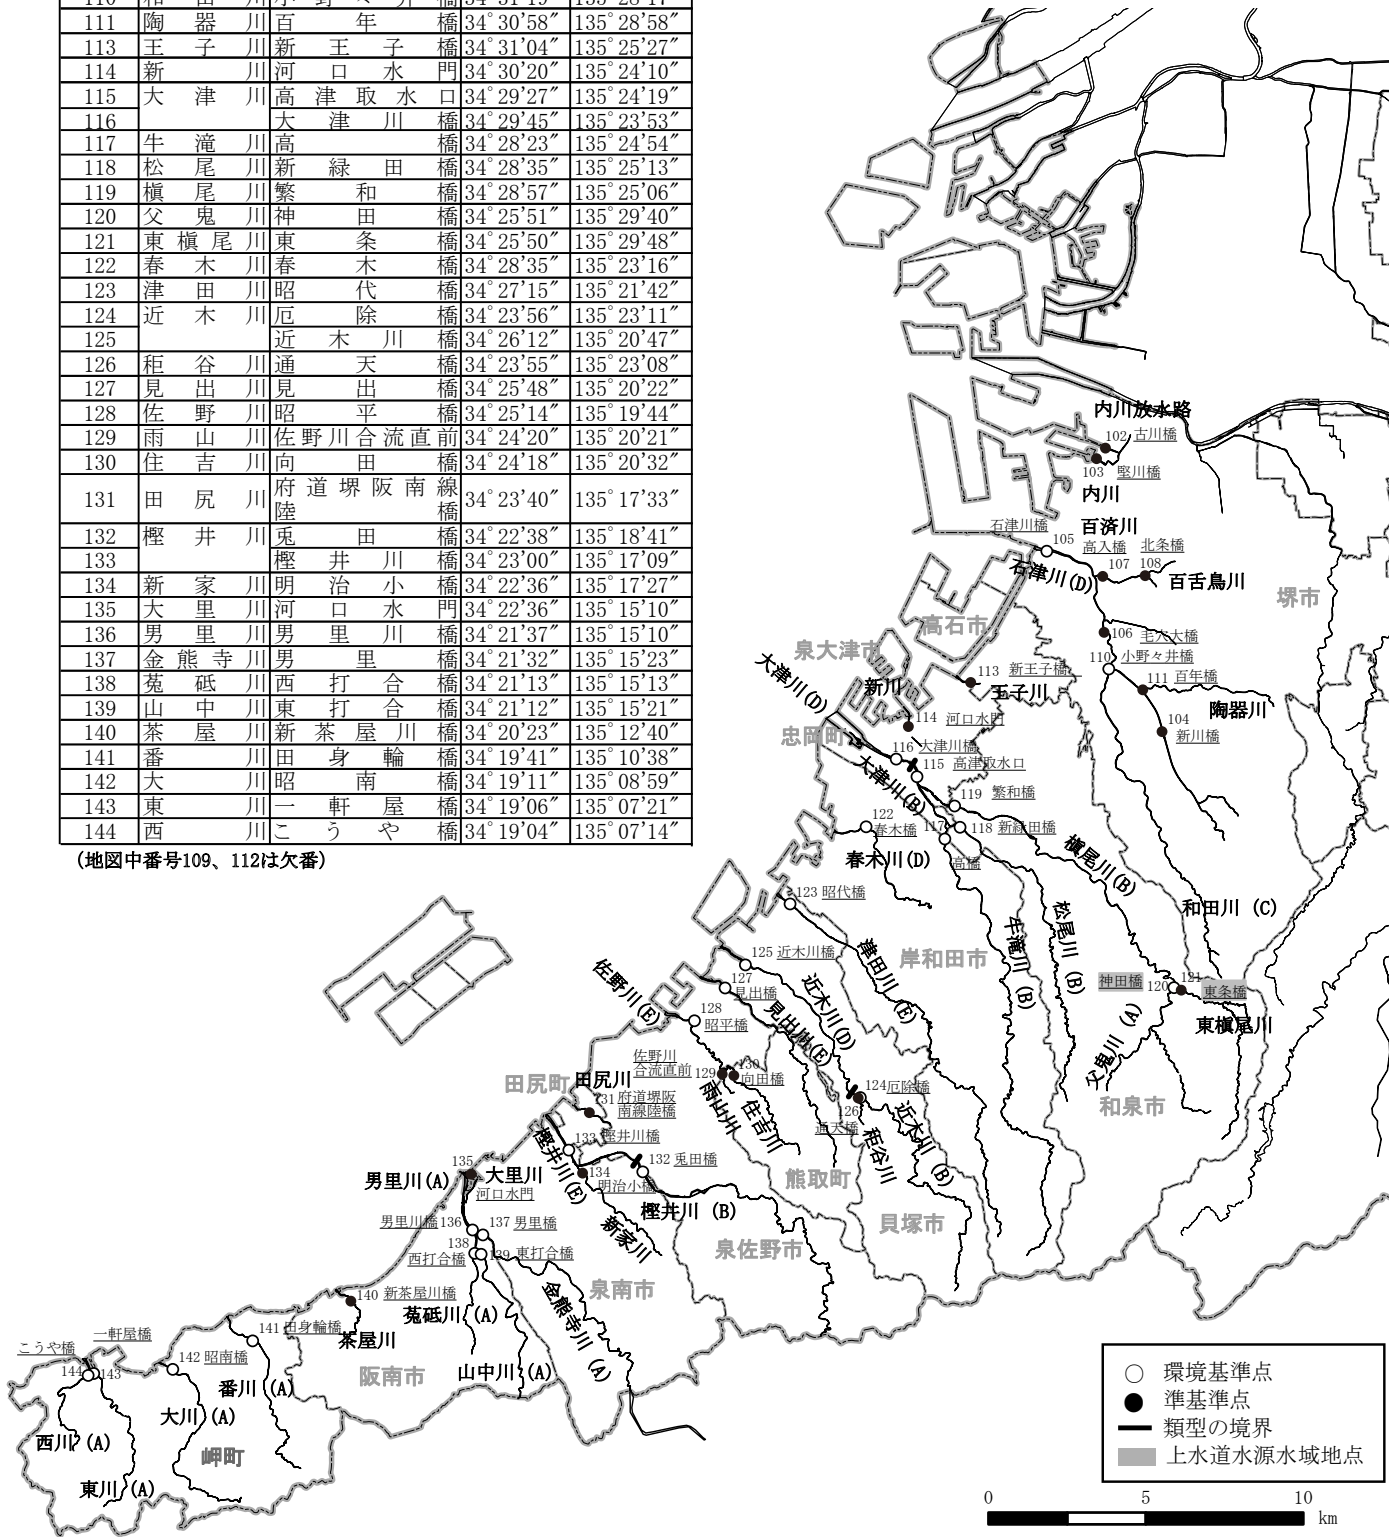 111 陶器川 百年橋 34°30’58″ 135°28’58″
113 王子川 新王子橋 34°31’04″ 135°25’27″
114 新川 河口水門 34°30’20″ 135°24’10″
115 大津川 高津取水口 34°29’27″ 135°24’19″
116 大津川橋 34°29’45″ 135°23’53″
117 牛滝川 高橋 34°28’23″ 135°24’54″
118 松尾川 新緑田橋 34°28’35″ 135°25’13″
119 槇尾川 繁和橋 34°28’57″ 135°25’06″
120 父鬼川 神田橋 34°25’51″ 135°29’40″
121 東槇尾川 東条橋 34°25’50″ 135°29’48″
122 春木川 春木橋 34°28’35″ 135°23’16″
123 津田川 昭代橋 34°27’15″ 135°21’42″
124 近木川 厄除橋 34°23’56″ 135°23’11″
125 近木川橋 34°26’12″ 135°20’47″
126 秬谷川 通天橋 34°23’55″ 135°23’08″
127 見出川 見出橋 34°25’48″ 135°20’22″
128 佐野川 昭平橋 34°25’14″ 135°19’44″
129 雨山川 佐野川合流直前 34°24’20″ 135°20’21″
130 住吉川 向田橋 34°24’18″ 135°20’32″
131 田尻川 府道堺阪南線陸橋 34°23’40″ 135°17’33″
132 樫井川 兎田橋 34°22’38″ 135°18’41″
133 樫井川橋 34°23’00″ 135°17’09″
134 新家川 明治小橋 34°22’36″ 135°17’27″
135 大里川 河口水門 34°22’36″ 135°15’10″
136 男里川 男里川橋 34°21’37″ 135°15’10″
137 金熊寺川 男里橋 34°21’32″ 135°15’23″
138 菟砥川 西打合橋 34°21’13″ 135°15’13″
139 山中川 東打合橋 34°21’12″ 135°15’21″
140 茶屋川 新茶屋川橋 34°20’23″ 135°12’40″
141 番川 田身輪橋 34°19’41″ 135°10’38″
142 大川 昭南橋 34°19’11″ 135°08’59″
143 東川 一軒屋橋 34°19’06″ 135°07’21″
144 西川 こうや橋 34°19’04″ 135°07’14″
(地図中番号109、112は欠番)
内川放水路
102 古川橋
103 竪川橋
内川
石津川橋
105
百済川
高入橋
北条橋
107
108
石津川(D)
百舌鳥川
堺市
高石市
106 毛穴大橋
110 小野々井橋
111 百年橋
陶器川
104
新川橋
泉大津市
113 新王子橋
王子川
新川
大津川(D)
114 河口水門
忠岡町
116 大津川橋
115 高津取水口
大津川(B)
119 繁和橋
122
春木橋
117
118 新緑田橋
高橋
春木川(D)
槇尾川(B)
123 昭代橋
松尾川(B)
和田川(C)
牛滝川(B)
津田川(E)
岸和田市
125 近木川橋
神田橋
120
121
東条橋
東槇尾川
父鬼川(A)
和泉市
佐野川(E)
127
見出橋
近木川(D)
見出川(E)
128
昭平橋
佐野川
合流直前
129
130
向田橋
雨山川
住吉川
124 厄除橋
126
通天橋
近木川(B)
秬谷川
田尻町
田尻川
131 府道堺阪
南線陸橋
熊取町
貝塚市
133 樫井川橋
樫井川(E)
132 兎田橋
134
明治小橋
樫井川(B)
新家川
泉佐野市
135
男里川(A)
大里川
河口水門
男里川橋
136
137 男里橋
138
西打合橋
139 東打合橋
泉南市
金熊寺川(A)
菟砥川(A)
山中川(A)
140 新茶屋川橋
茶屋川
阪南市
141 田身輪橋
一軒屋橋
こうや橋
144
143
142 昭南橋
番川(A)
大川(A)
西川(A)
東川(A)
岬町
環境基準点
準基準点
類型の境界
上水道水源水域地点
0 5 10
km